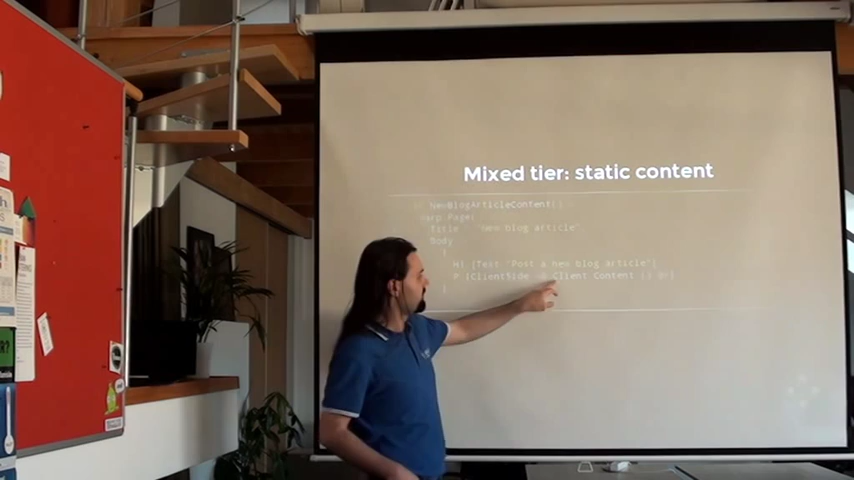 Mixed tier: static content
NewBlogArticleContent()
Warp.Page(
Title "New blog article"
Body
[
H1 [Text "Post a new blog article"]
P [ClientSide Client.Content () @>]
]
R?